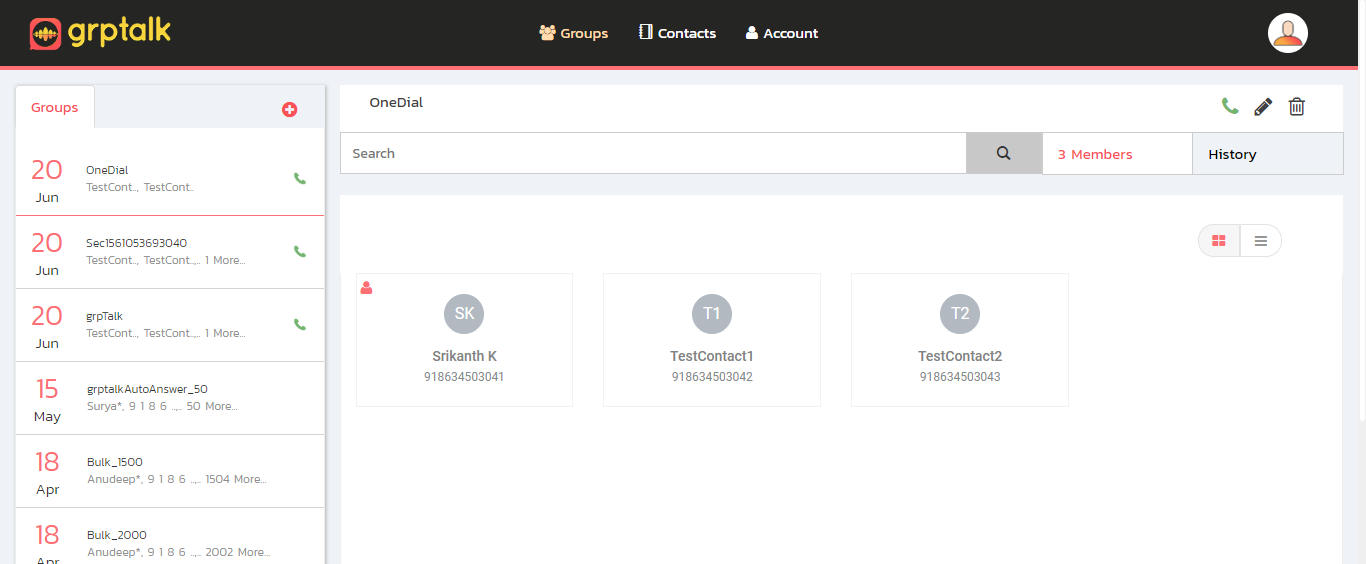 grptalk
Groups
Contacts
Account
Groups
20
Jun
OneDial
TestCont.., TestCont..
20
Jun
Sec1561053693040
TestCont.., TestCont..,.. 1 More...
20
Jun
grpTalk
TestCont.., TestCont..,.. 1 More...
15
May
grptalkAutoAnswer_50
Surya*, 9 1 8 6 ..,.. 50 More...
18
Apr
Bulk_1500
Anudeep*, 9 1 8 6 ..,.. 1504 More...
18
Apr
Bulk_2000
Anudeep*, 9 1 8 6 ..,.. 2002 More...
OneDial
Search
3 Members
History
SK
Srikanth K
918634503041
T1
TestContact1
918634503042
T2
TestContact2
918634503043